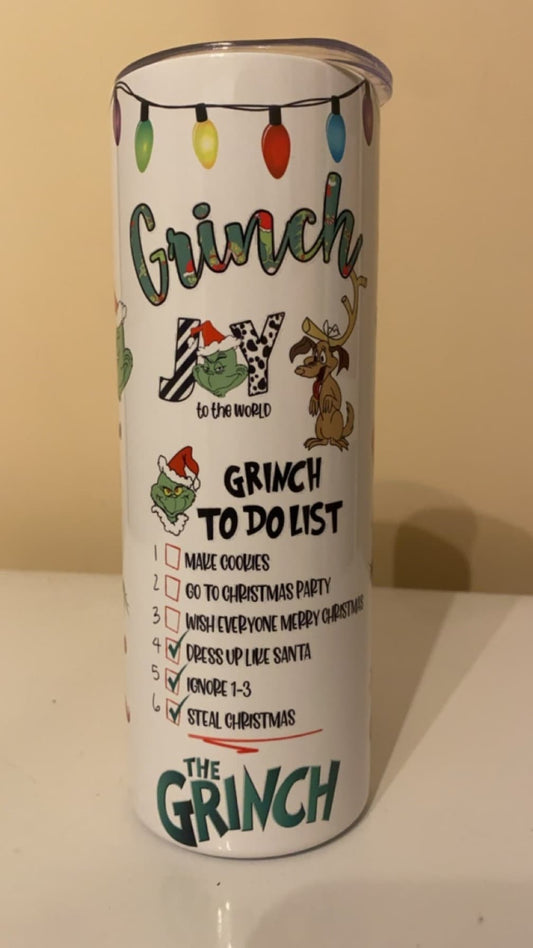 Grinch
JOY
to the WORLD
GRINCH
TO DO LIST
1 MAKE COOKIES
2 GO TO CHRISTMAS PARTY
3 WISH EVERYONE MERRY CHRISTMAS
4 DRESS UP LIKE SANTA
5 IGNORE 1-3
6 STEAL CHRISTMAS
THE
GRINCH